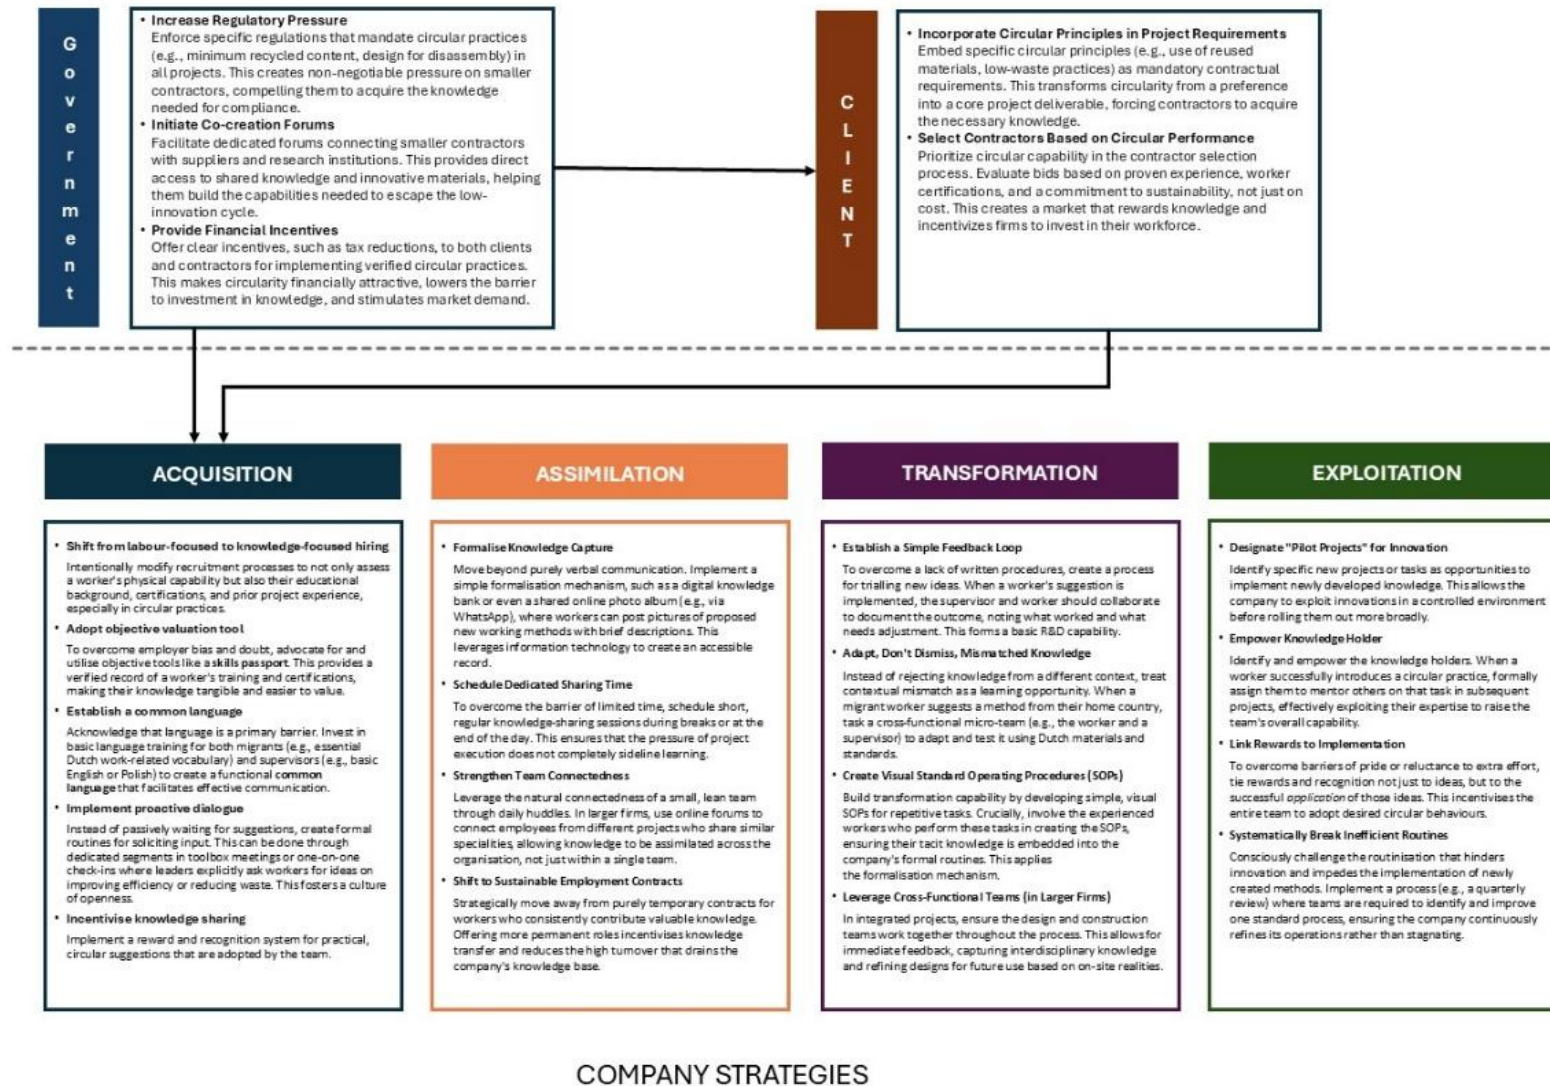 Government
• Increase Regulatory Pressure
Enforce specific regulations that mandate circular practices
(e.g., minimum recycled content, design for disassembly) in
all projects. This creates non-negotiable pressure on smaller
contractors, compelling them to acquire the knowledge
needed for compliance.
• Initiate Co-creation Forums
Facilitate dedicated forums connecting smaller contractors
with suppliers and research institutions. This provides direct
access to shared knowledge and innovative materials, helping
them build the capabilities needed to escape the low-
innovation cycle.
• Provide Financial Incentives
Offer clear incentives, such as tax reductions, to both clients
and contractors for implementing verified circular practices.
This makes circularity financially attractive, lowers the barrier
to investment in knowledge, and stimulates market demand.
CLIENT
• Incorporate Circular Principles in Project Requirements
Embed specific circular principles (e.g., use of reused
materials, low-waste practices) as mandatory contractual
requirements. This transforms circularity from a preference
into a core project deliverable, forcing contractors to acquire
the necessary knowledge.
• Select Contractors Based on Circular Performance
Prioritize circular capability in the contractor selection
process. Evaluate bids based on proven experience, worker
certifications, and a commitment to sustainability, not just on
cost. This creates a market that rewards knowledge and
incentivizes firms to invest in their workforce.
ACQUISITION
• Shift from labour-focused to knowledge-focused hiring
Intentionally modify recruitment processes to not only assess
a worker's physical capability but also their educational
background, certifications, and prior project experience,
especially in circular practices.
• Adopt objective valuation tool
To overcome employer bias and doubt, advocate for and
utilise objective tools like a skills passport. This provides a
verified record of a worker's training and certifications,
making their knowledge tangible and easier to value.
• Establish a common language
Acknowledge that language is a primary barrier. Invest in
basic language training for both migrants (e.g., essential
Dutch work-related vocabulary) and supervisors (e.g., basic
English or Polish) to create a functional common
language that facilitates effective communication.
• Implement proactive dialogue
Instead of passively waiting for suggestions, create formal
routines for soliciting input. This can be done through
dedicated segments in toolbox meetings or one-on-one
check-ins where leaders explicitly ask workers for ideas on
improving efficiency or reducing waste. This fosters a culture
of openness.
• Incentivise knowledge sharing
Implement a reward and recognition system for practical,
circular suggestions that are adopted by the team.
ASSIMILATION
• Formalise Knowledge Capture
Move beyond purely verbal communication. Implement a
simple formalisation mechanism, such as a digital knowledge
bank or even a shared online photo album (e.g., via
WhatsApp), where workers can post pictures of proposed
new working methods with brief descriptions. This
leverages information technology to create an accessible
record.
• Schedule Dedicated Sharing Time
To overcome the barrier of limited time, schedule short,
regular knowledge-sharing sessions during breaks or at the
end of the day. This ensures that the pressure of project
execution does not completely sideline learning.
• Strengthen Team Connectedness
Leverage the natural connectedness of a small, lean team
through daily huddles. In larger firms, use online forums to
connect employees from different projects who share similar
specialities, allowing knowledge to be assimilated across the
organisation, not just within a single team.
• Shift to Sustainable Employment Contracts
Strategically move away from purely temporary contracts for
workers who consistently contribute valuable knowledge.
Offering more permanent roles incentivises knowledge
transfer and reduces the high turnover that drains the
company's knowledge base.
TRANSFORMATION
• Establish a Simple Feedback Loop
To overcome a lack of written procedures, create a process
for trialling new ideas. When a worker's suggestion is
implemented, the supervisor and worker should collaborate
to document the outcome, noting what worked and what
needs adjustment. This forms a basic R&D capability.
• Adapt, Don't Dismiss, Mismatched Knowledge
Instead of rejecting knowledge from a different context, treat
contextual mismatch as a learning opportunity. When a
migrant worker suggests a method from their home country,
task a cross-functional micro-team (e.g., the worker and a
supervisor) to adapt and test it using Dutch materials and
standards.
• Create Visual Standard Operating Procedures (SOPs)
Build transformation capability by developing simple, visual
SOPs for repetitive tasks. Crucially, involve the experienced
workers who perform these tasks in creating the SOPs,
ensuring their tacit knowledge is embedded into the
company's formal routines. This applies
the formalisation mechanism.
• Leverage Cross-Functional Teams (in Larger Firms)
In integrated projects, ensure the design and construction
teams work together throughout the process. This allows for
immediate feedback, capturing interdisciplinary knowledge
and refining designs for future use based on on-site realities.
EXPLOITATION
• Designate "Pilot Projects" for Innovation
Identify specific new projects or tasks as opportunities to
implement newly developed knowledge. This allows the
company to exploit innovations in a controlled environment
before rolling them out more broadly.
• Empower Knowledge Holder
Identify and empower the knowledge holders. When a
worker successfully introduces a circular practice, formally
assign them to mentor others on that task in subsequent
projects, effectively exploiting their expertise to raise the
team's overall capability.
• Link Rewards to Implementation
To overcome barriers of pride or reluctance to extra effort,
tie rewards and recognition not just to ideas, but to the
successful application of those ideas. This incentivises the
entire team to adopt desired circular behaviours.
• Systematically Break Inefficient Routines
Consciously challenge the routinisation that hinders
innovation and impedes the implementation of newly
created methods. Implement a process (e.g., a quarterly
review) where teams are required to identify and improve
one standard process, ensuring the company continuously
refines its operations rather than stagnating.
COMPANY STRATEGIES